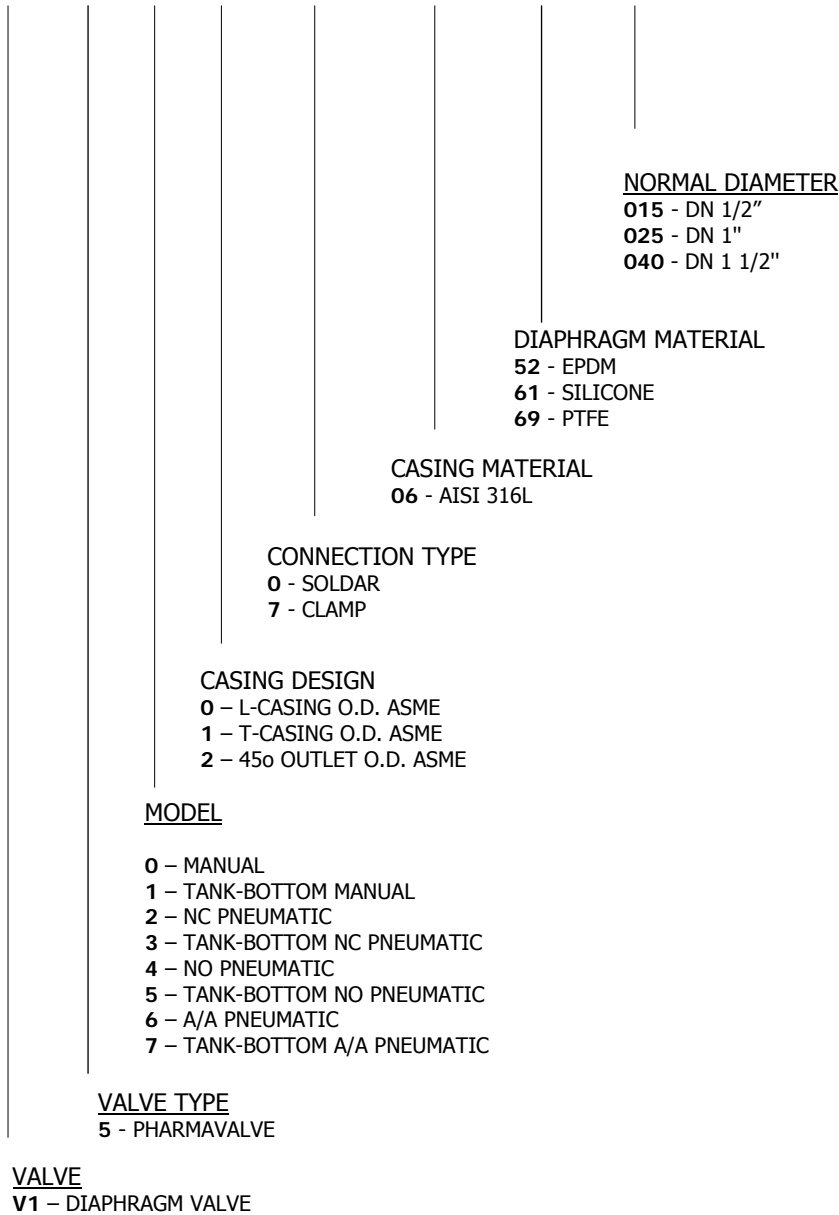 NORMAL DIAMETER
015 - DN 1/2”
025 - DN 1"
040 - DN 1 1/2"
DIAPHRAGM MATERIAL
52 - EPDM
61 - SILICONE
69 - PTFE
CASING MATERIAL
06 - AISI 316L
CONNECTION TYPE
0 - SOLDAR
7 - CLAMP
CASING DESIGN
0 – L-CASING O.D. ASME
1 – T-CASING O.D. ASME
2 – 45o OUTLET O.D. ASME
MODEL
0 – MANUAL
1 – TANK-BOTTOM MANUAL
2 – NC PNEUMATIC
3 – TANK-BOTTOM NC PNEUMATIC
4 – NO PNEUMATIC
5 – TANK-BOTTOM NO PNEUMATIC
6 – A/A PNEUMATIC
7 – TANK-BOTTOM A/A PNEUMATIC
VALVE TYPE
5 - PHARMAVALVE
VALVE
V1 – DIAPHRAGM VALVE